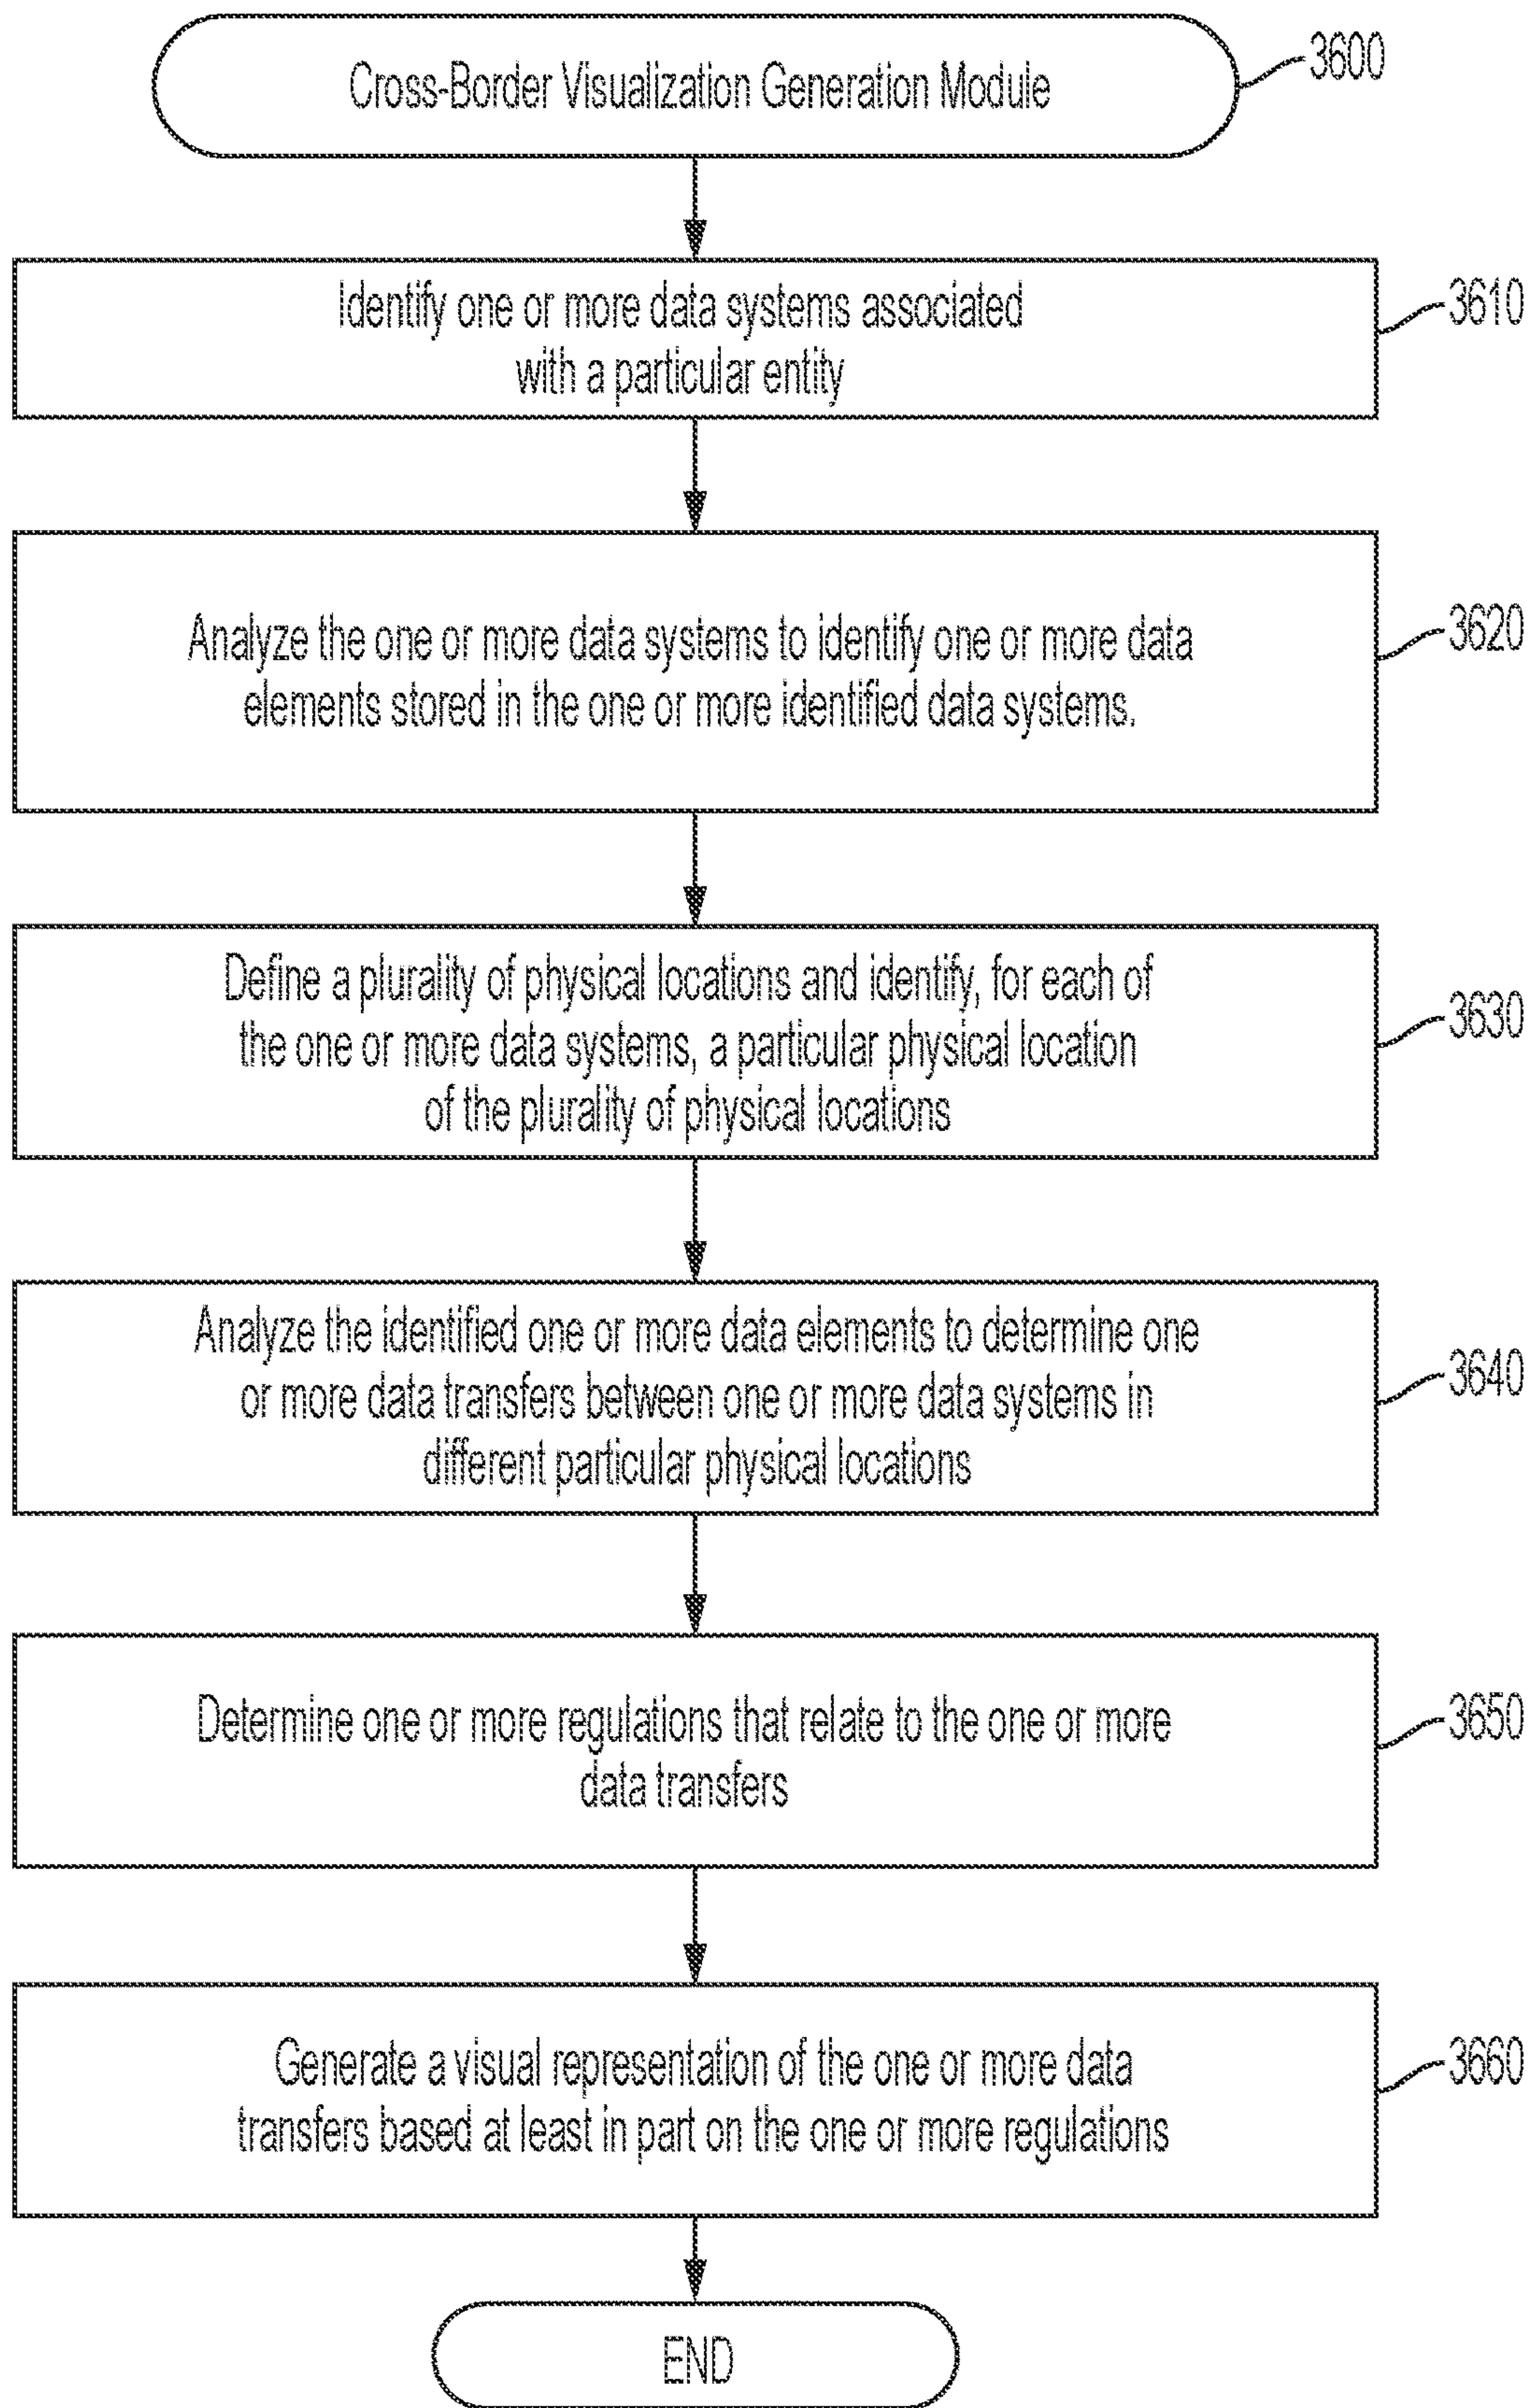 Cross-Border Visualization Generation Module
3600
Identify one or more data systems associated
with a particular entity
3610
Analyze the one or more data systems to identify one or more data
elements stored in the one or more identified data systems.
3620
Define a plurality of physical locations and identify, for each of
the one or more data systems, a particular physical location
of the plurality of physical locations
3630
Analyze the identified one or more data elements to determine one
or more data transfers between one or more data systems in
different particular physical locations
3640
Determine one or more regulations that relate to the one or more
data transfers
3650
Generate a visual representation of the one or more data
transfers based at least in part on the one or more regulations
3660
END